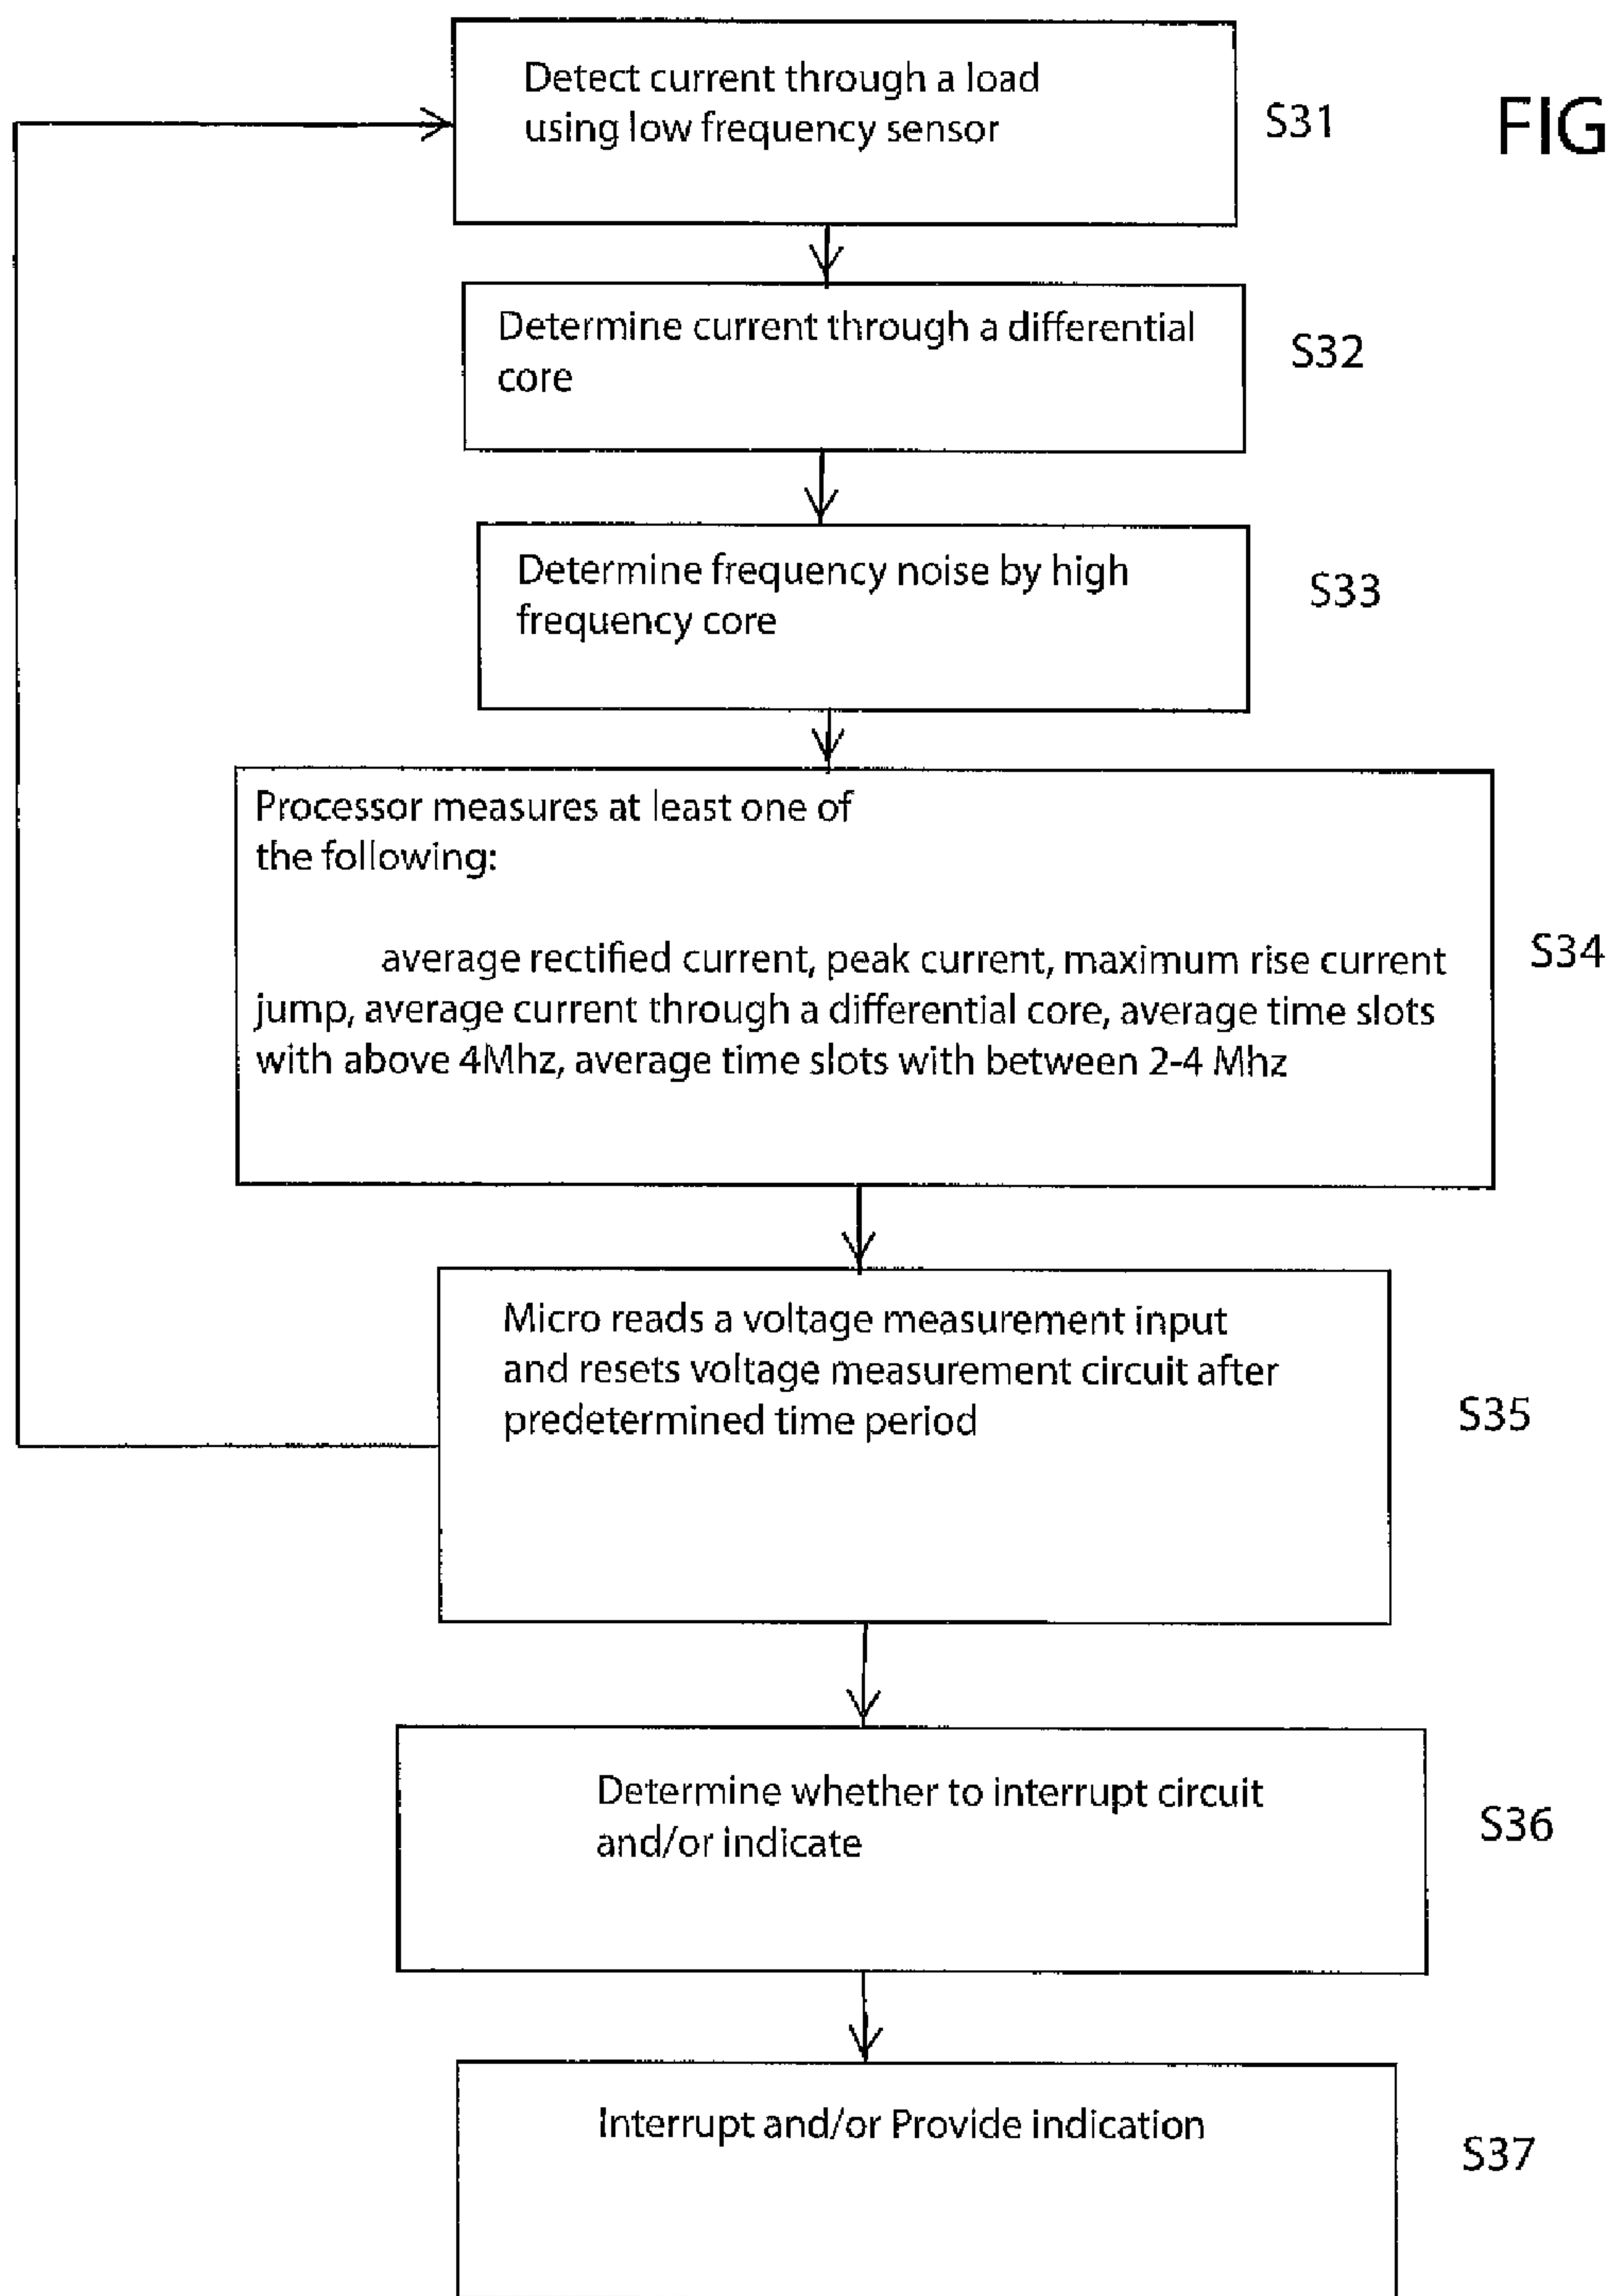 Detect current through a load
using low frequency sensor
S31
FIG
Determine current through a differential
core
S32
Determine frequency noise by high
frequency core
S33
Processor measures at least one of
the following:
average rectified current, peak current, maximum rise current
jump, average current through a differential core, average time slots
with above 4Mhz, average time slots with between 2-4 Mhz
S34
Micro reads a voltage measurement input
and resets voltage measurement circuit after
predetermined time period
S35
Determine whether to interrupt circuit
and/or indicate
S36
Interrupt and/or Provide indication
S37